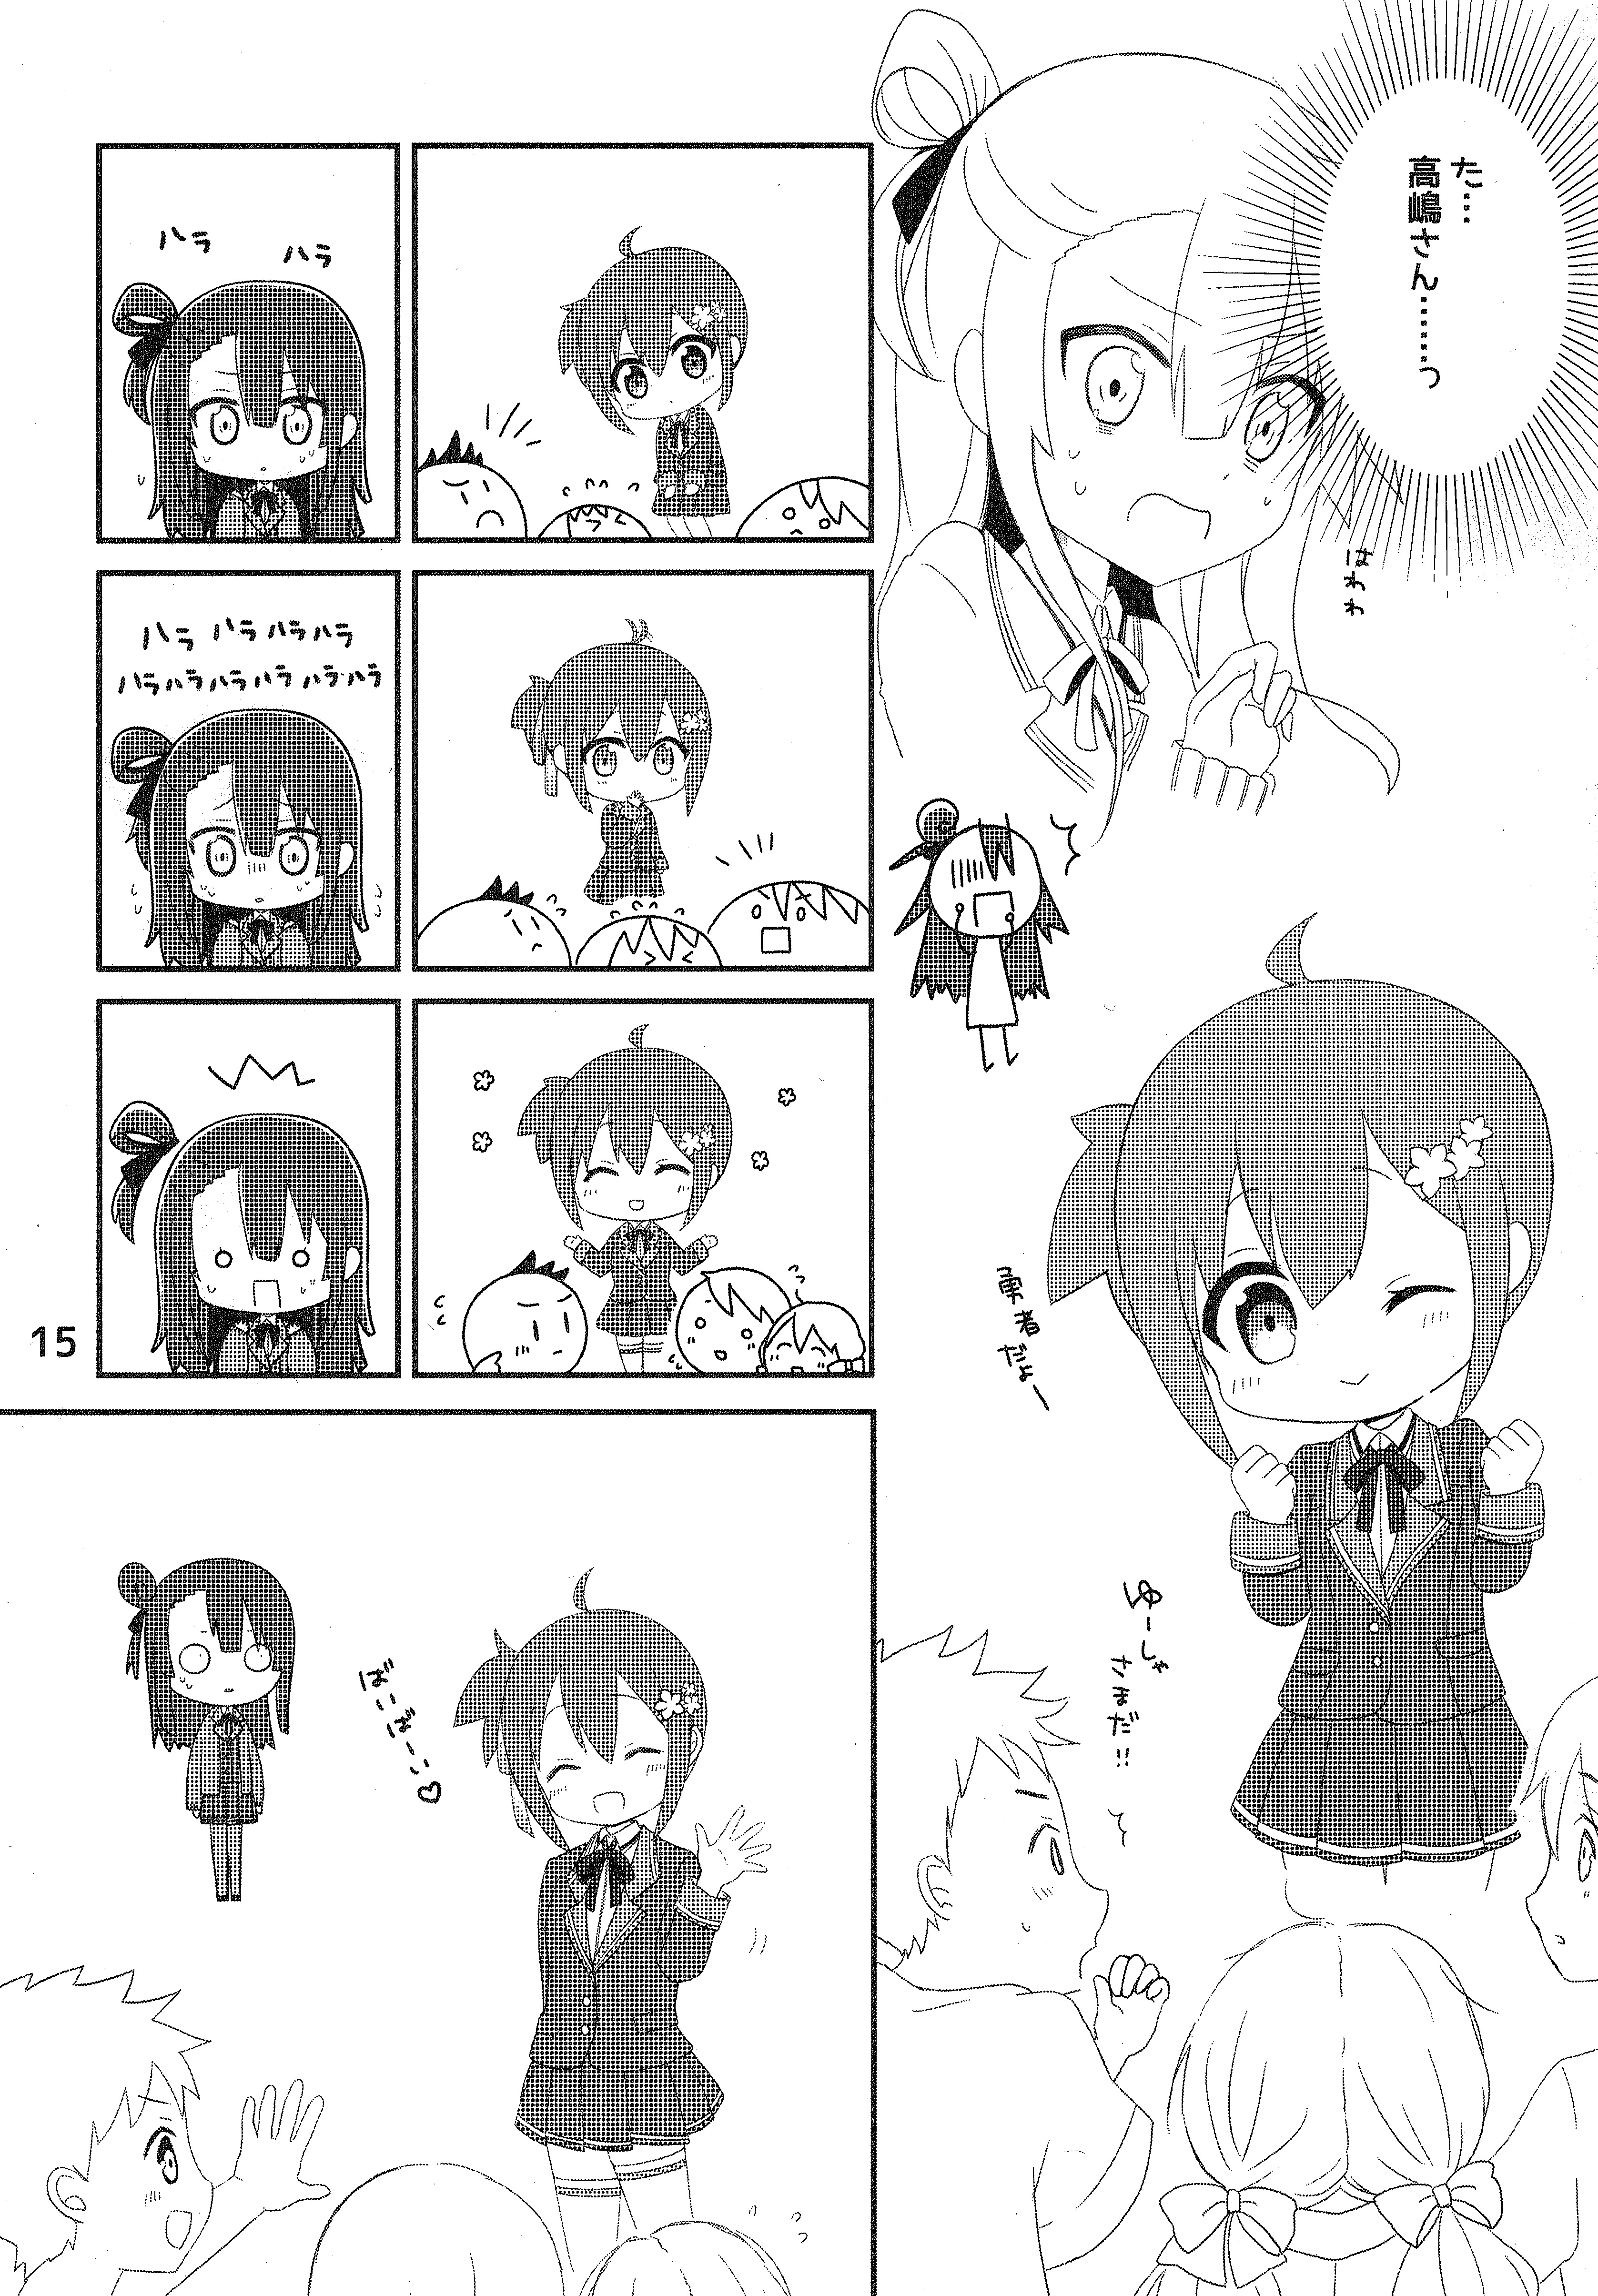 た…
高嶋さん……っ
はわわ
勇者だよー
ゆーしゃ
さまだ!!
ハラ
ハラ
ハラ ハラハラハラ
ハラハラハラハラハラハラ
ばいばーい♡
15